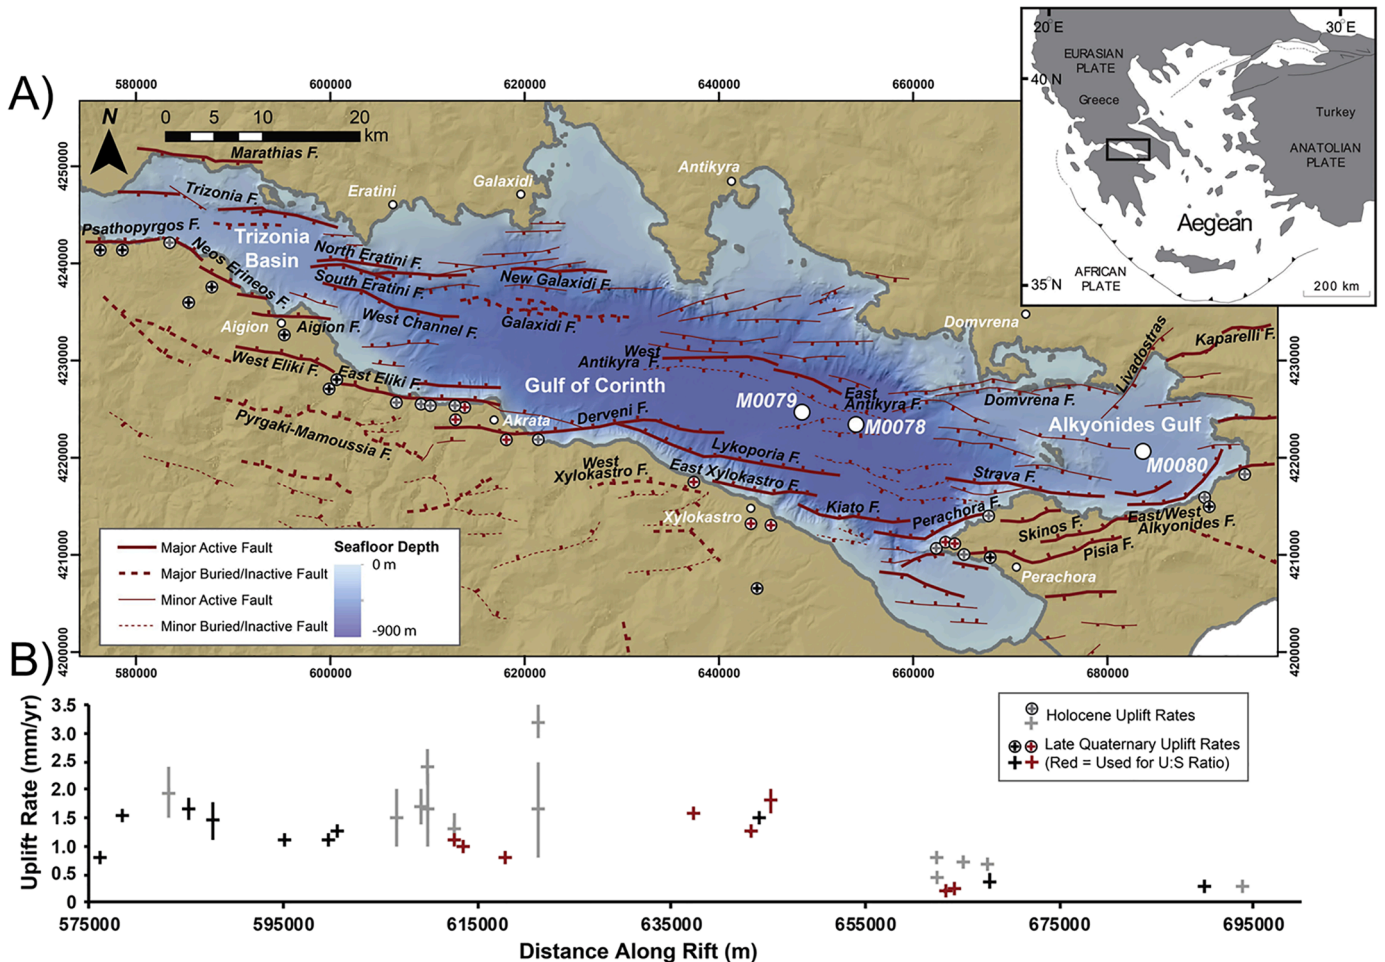 A)
580000
600000
620000
640000
660000
N
0 5 10 20
km
4250000
4240000
4230000
4220000
4210000
4200000
Marathias F.
Trizonia F.
Psathopyrgos F.
Trizonia
Basin
Neos Erineos F.
Eratini
Galaxidi
Antikyra
North Eratini F.
South Eratini F.
New Galaxidi F.
West Channel F.
Galaxidi F.
Aigion
Aigion F.
West Eliki F.
East Eliki F.
West
Antikyra F.
Gulf of Corinth
M0079
East
Antikyra F.
M0078
Domvrena
Livadostras
Kaparelli F.
Domvrena F.
Alkyonides Gulf
M0080
Akrata
Derveni F.
Pyrgaki-Mamoussia F.
Lykoporia F.
West
Xylokastro F.
East Xylokastro F.
Strava F.
Xylokastro
Kiato F.
Perachora F.
Skinos F.
East/West
Alkyonides F.
Pisia F.
Perachora
4230000
4220000
4210000
4200000
Major Active Fault
Major Buried/Inactive Fault
Minor Active Fault
Minor Buried/Inactive Fault
Seafloor Depth
0 m
-900 m
580000
600000
620000
640000
660000
680000
20°E
30°E
EURASIAN
PLATE
40°N
Greece
Turkey
ANATOLIAN
PLATE
Aegean
AFRICAN
PLATE
35°N
200 km
B)
Uplift Rate (mm/yr)
3.5
3.0
2.5
2.0
1.5
1.0
0.5
0
575000
595000
615000
635000
655000
675000
695000
Distance Along Rift (m)
Holocene Uplift Rates
Late Quaternary Uplift Rates
(Red = Used for U:S Ratio)